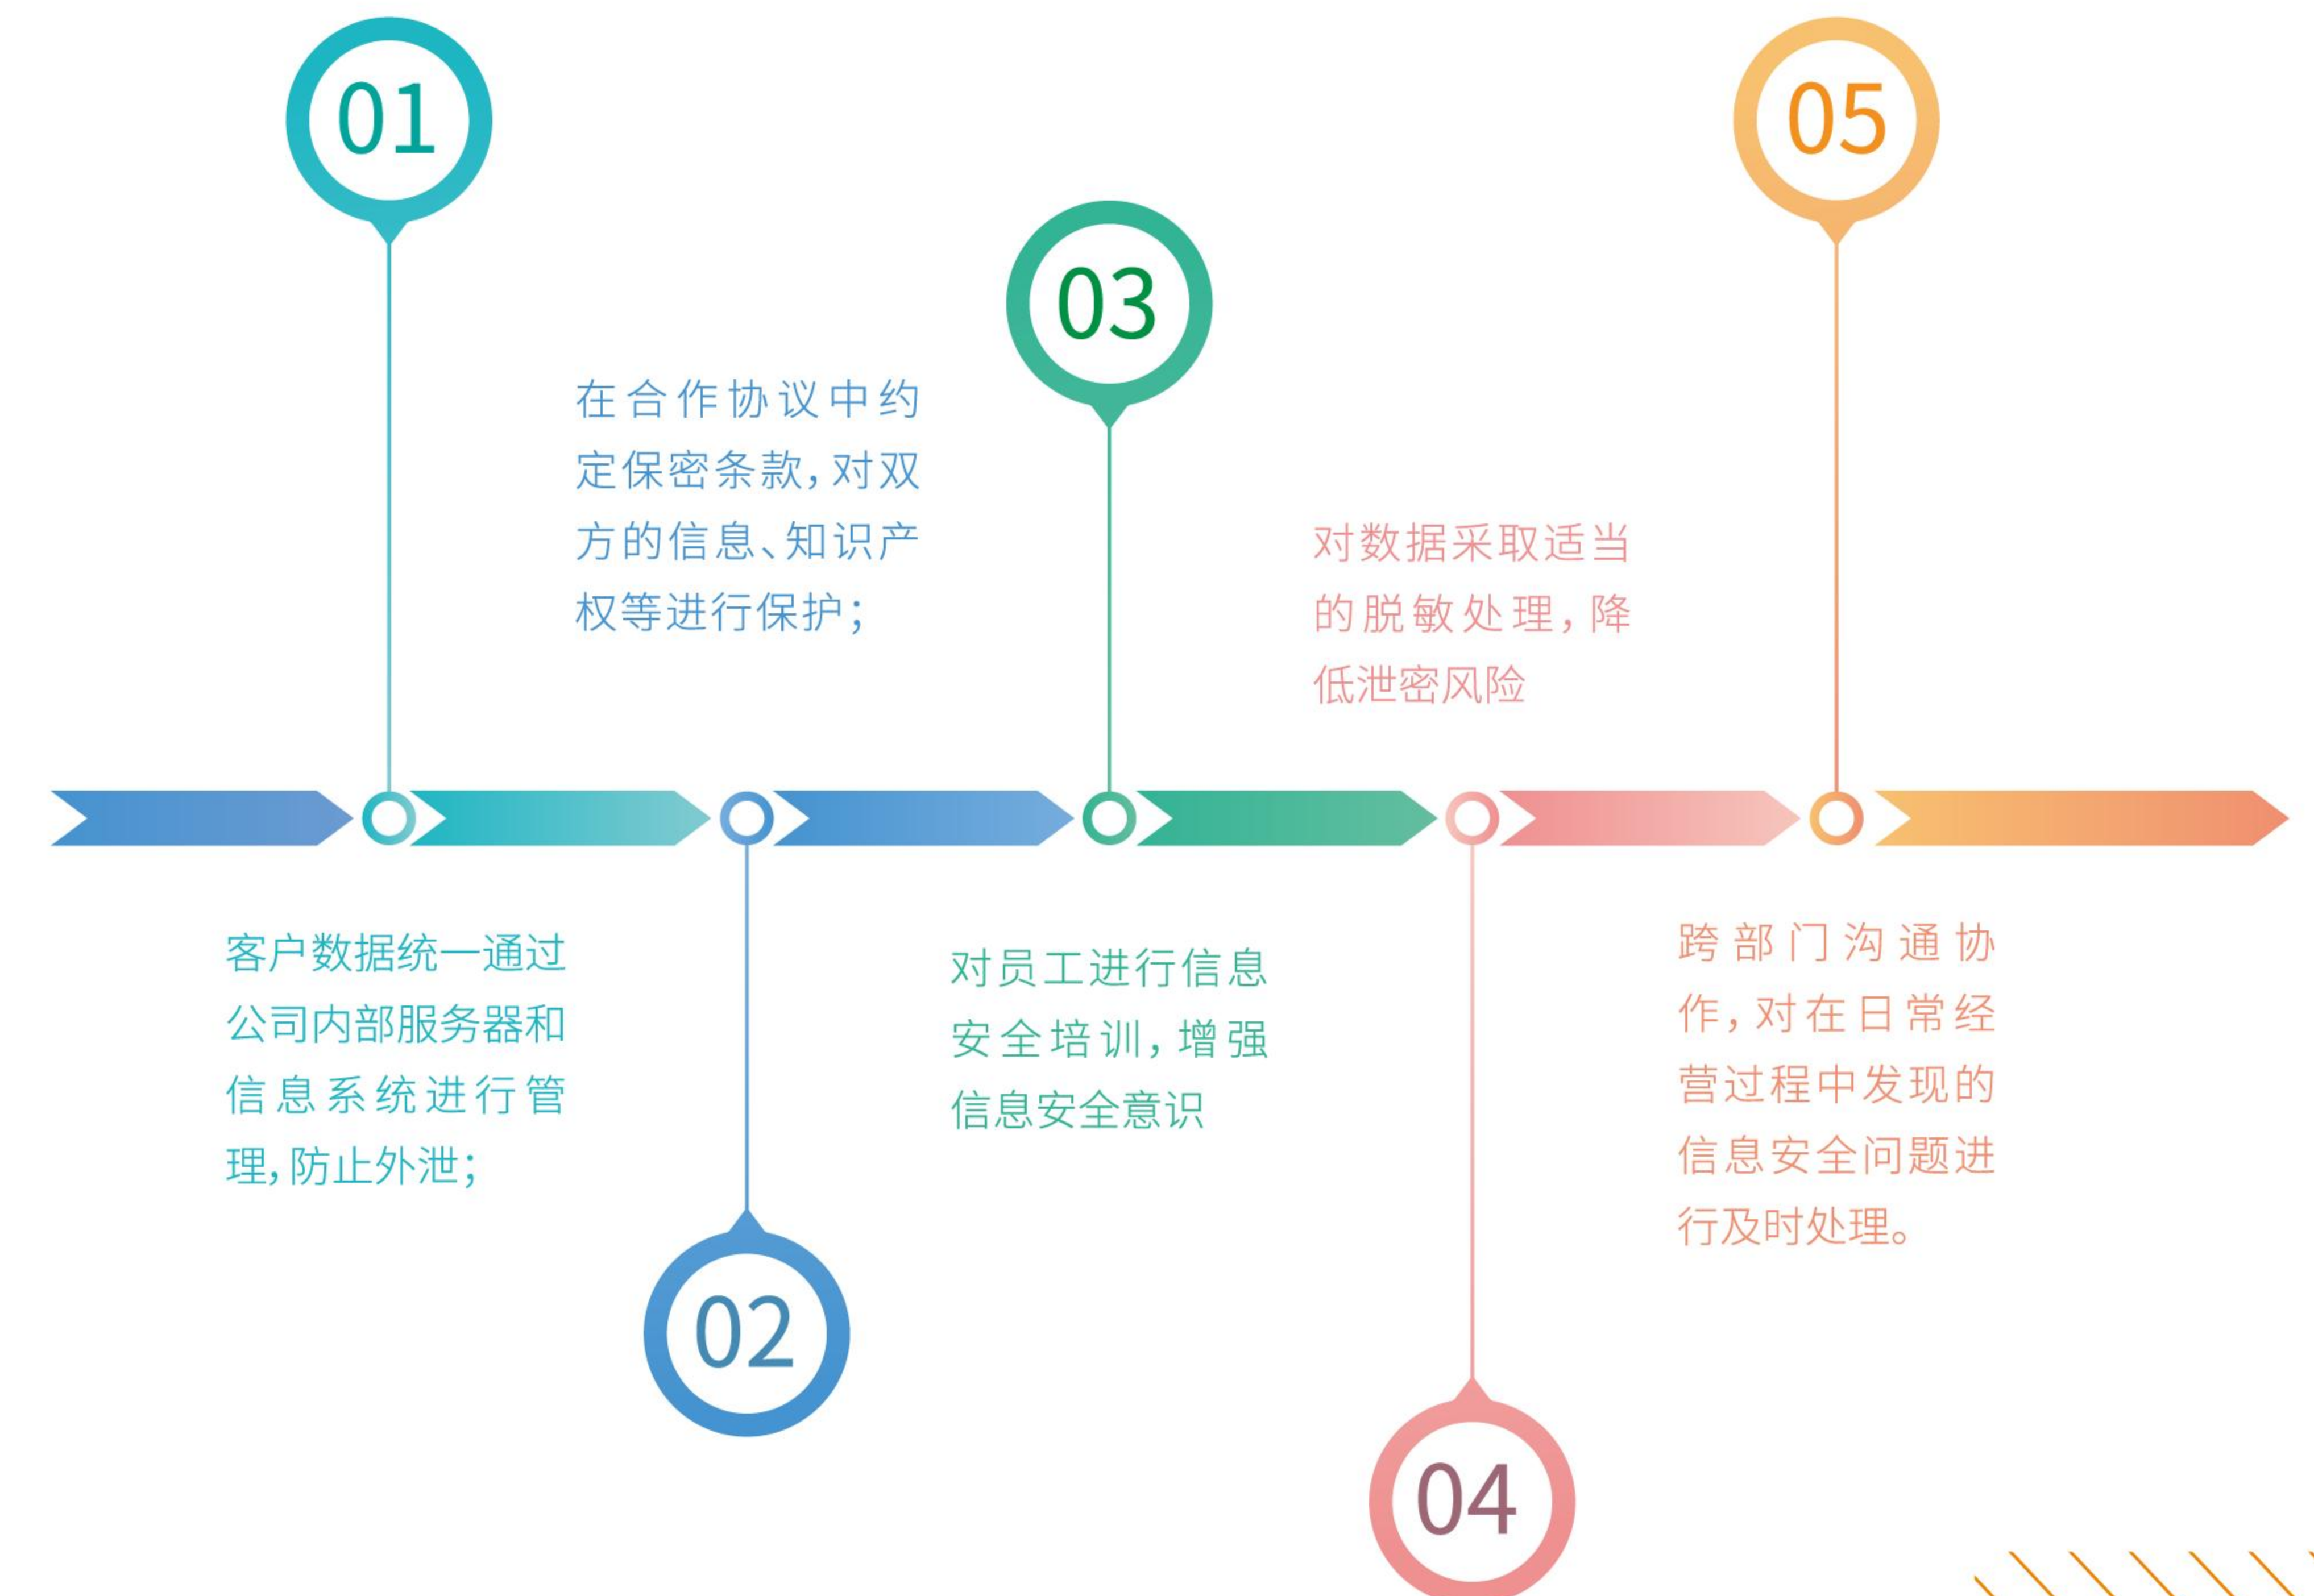 01
客户数据统一通过
公司内部服务器和
信息系统进行管
理,防止外泄;
02
在合作协议中约
定保密条款,对双
方的信息、知识产
权等进行保护;
03
对员工进行信息
安全培训,增强
信息安全意识
04
对数据采取适当
的脱敏处理,降
低泄密风险
05
跨部门沟通协
作,对在日常经
营过程中发现的
信息安全问题进
行及时处理。